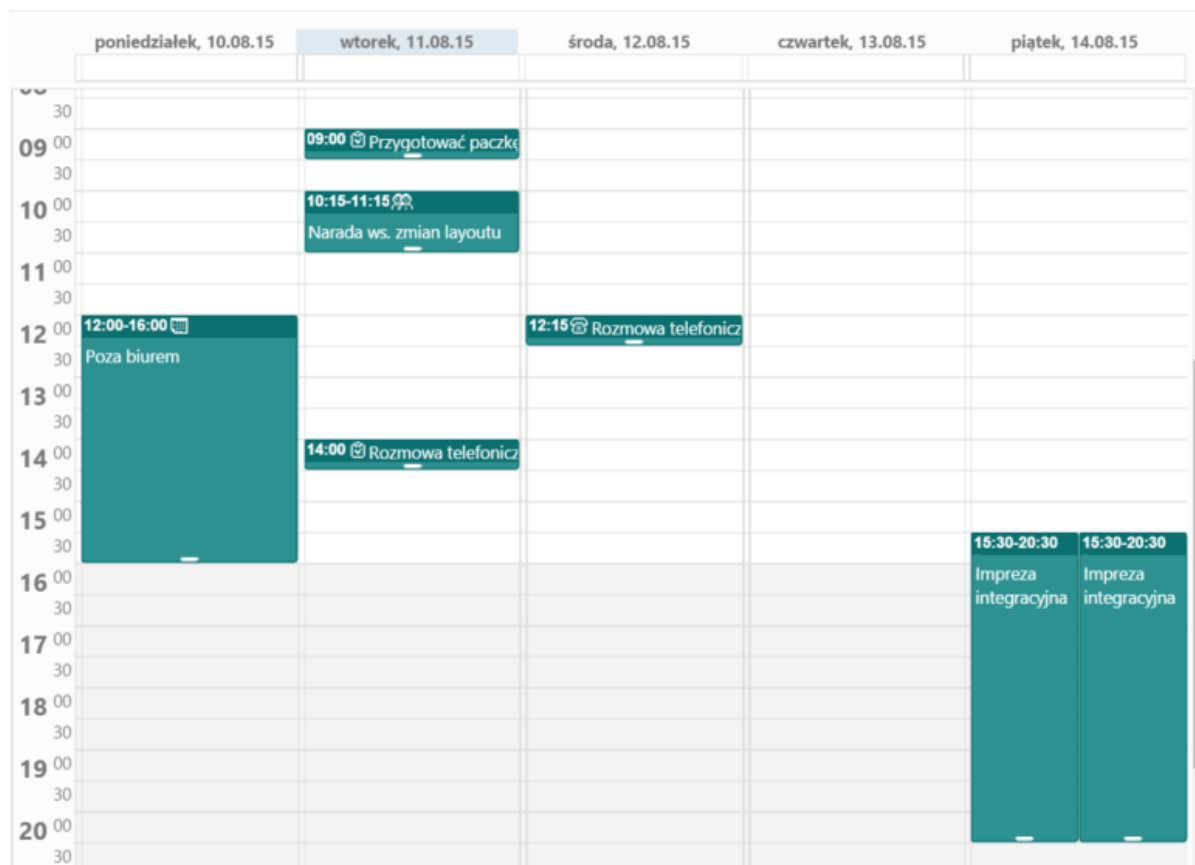 poniedziałek, 10.08.15 wtorek, 11.08.15 środa, 12.08.15 czwartek, 13.08.15 piątek, 14.08.15
30
09 00 09:00 Przygotować paczkę
30
10 00 10:15-11:15
30 Narada ws. zmian layoutu
11 00
30
12 00 12:00-16:00 12:15 Rozmowa telefonicz
30 Poza biurem
13 00
30
14 00 14:00 Rozmowa telefonicz
30
15 00
30 15:30-20:30 15:30-20:30
16 00 Impreza Impreza
30 integracyjna integracyjna
17 00
30
18 00
30
19 00
30
20 00
30